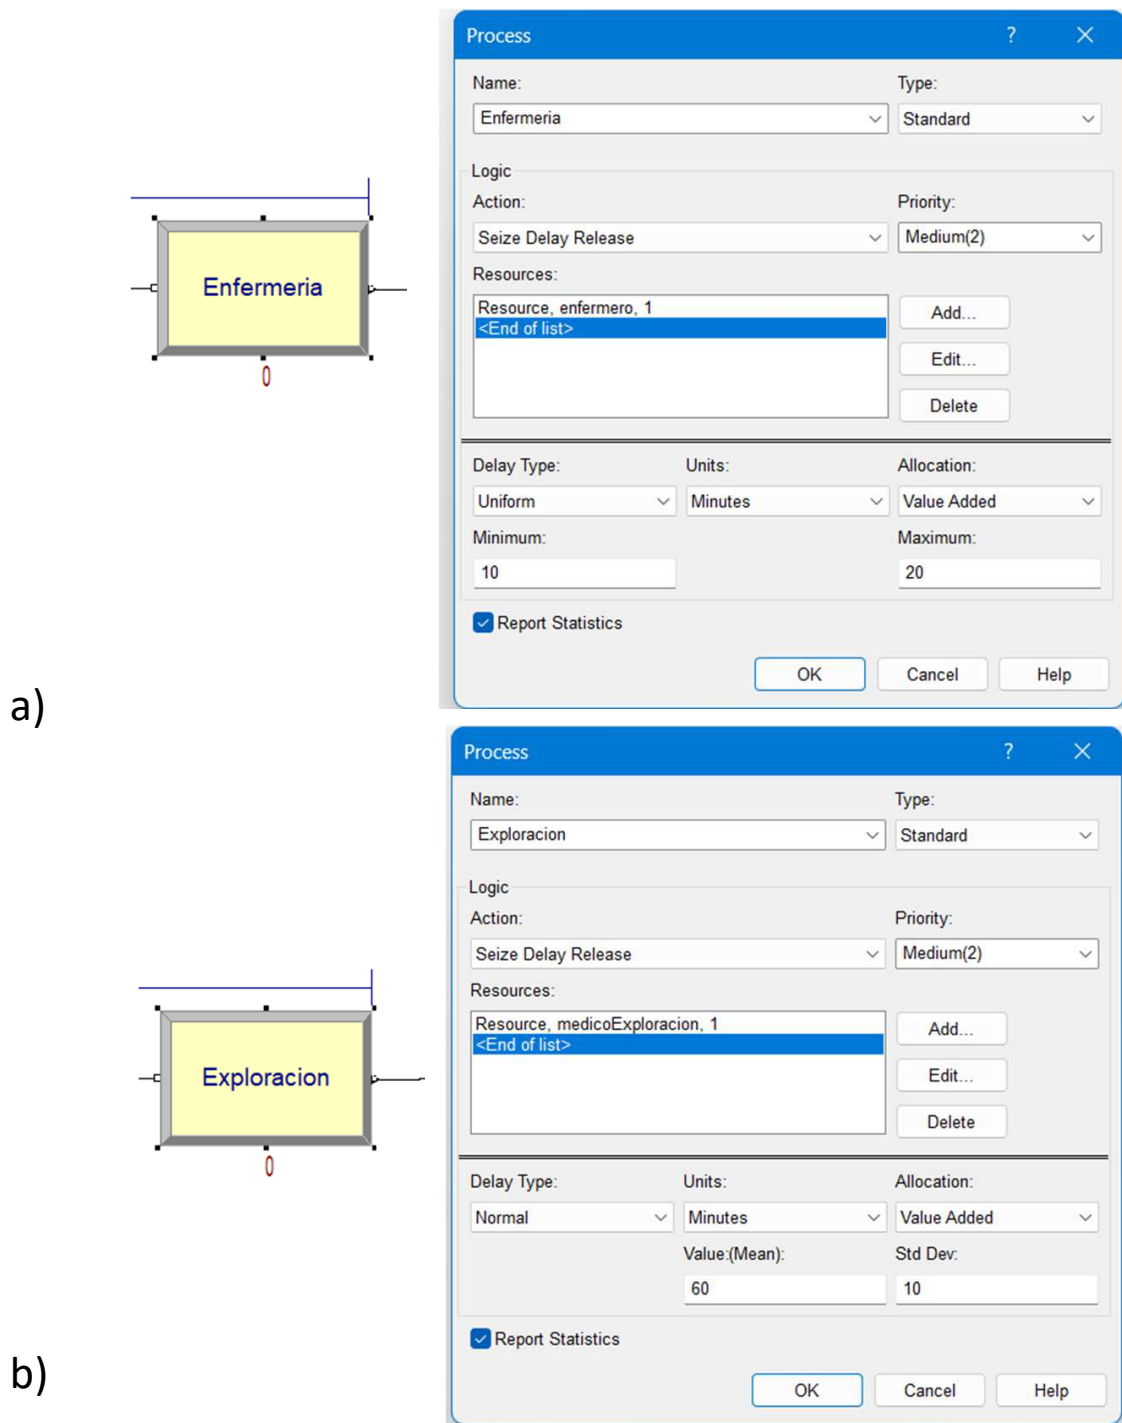 Process ?
Name: Type:
Enfermeria Standard
Logic
Action: Priority:
Seize Delay Release Medium(2)
Resources:
Resource, enfermero, 1 Add...
<End of list>
Edit...
Delete
Enfermeria
0
Delay Type: Units: Allocation:
Uniform Minutes Value Added
Minimum: Maximum:
10 20
Report Statistics
OK Cancel Help
a)
Process ?
Name: Type:
Exploracion Standard
Logic
Action: Priority:
Seize Delay Release Medium(2)
Resources:
Resource, medicoExploracion, 1 Add...
<End of list>
Edit...
Delete
Exploracion
0
Delay Type: Units: Allocation:
Normal Minutes Value Added
Value:(Mean): Std Dev:
60 10
Report Statistics
OK Cancel Help
b)